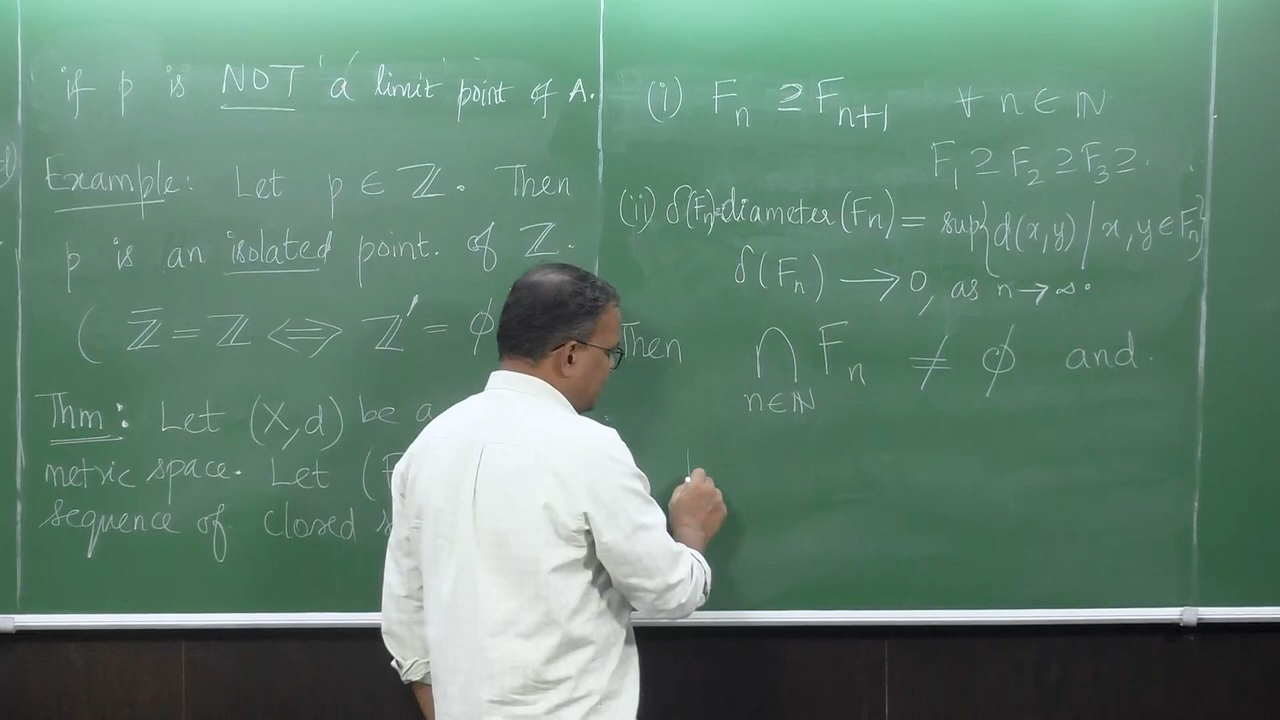 if p is NOT a limit point of A.
Example: Let p ∈ ℤ. Then
p is an isolated point. of ℤ.
( ℤ̅ = ℤ ⟺ ℤ′ = ϕ
Thm: Let (X,d) be a
metric space. Let (F
sequence of closed s
(i) Fₙ ⊇ Fₙ₊₁ ∀ n ∈ ℕ
F₁ ⊇ F₂ ⊇ F₃ ⊇ .
(ii) δ(Fₙ)=diameter(Fₙ) = sup{d(x,y) / x,y ∈ Fₙ}
δ(Fₙ) ⟶ 0, as n → ∞.
Then ⋂ Fₙ ≠ ϕ and.
n∈ℕ